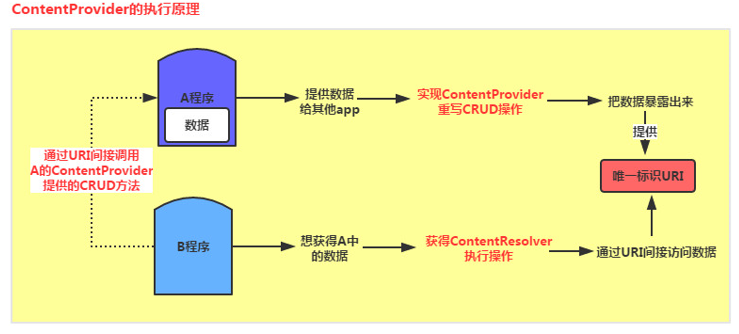 ContentProvider的执行原理
A程序
数据
提供数据
给其他app
实现ContentProvider
重写CRUD操作
把数据暴露出来
提供
唯一标识URI
通过URI间接调用
A的ContentProvider
提供的CRUD方法
B程序
想获得A中
的数据
获得ContentResolver
执行操作
通过URI间接访问数据